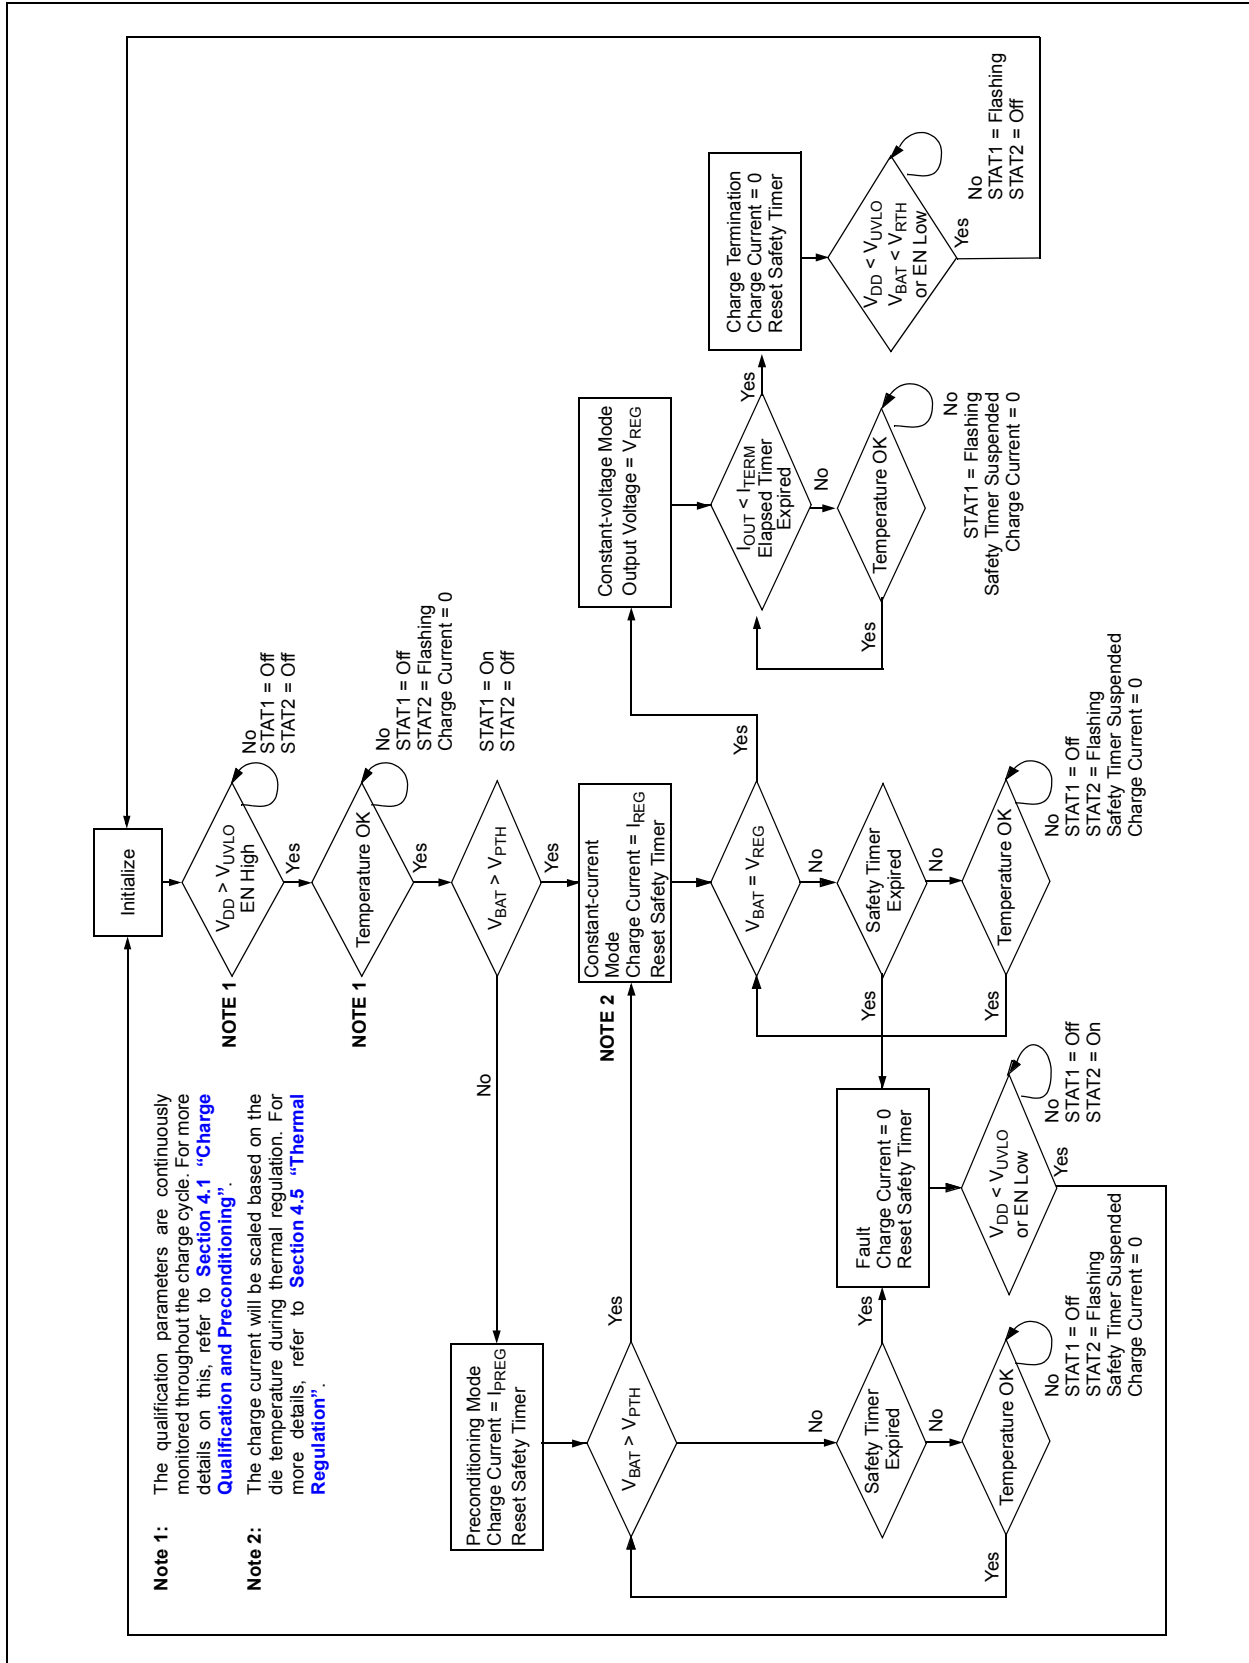 Note 1: The qualification parameters are continuously
monitored throughout the charge cycle. For more
details on this, refer to Section 4.1 “Charge
Qualification and Preconditioning”.
Note 2: The charge current will be scaled based on the
die temperature during thermal regulation. For
more details, refer to Section 4.5 “Thermal
Regulation”.
Initialize
NOTE 1
VDD > VUVLO
EN High
No
STAT1 = Off
STAT2 = Off
Yes
NOTE 1
Temperature OK
No
STAT1 = Off
STAT2 = Flashing
Charge Current = 0
Yes
VBAT > VPTH
STAT1 = On
STAT2 = Off
No
Yes
Preconditioning Mode
Charge Current = IPREG
Reset Safety Timer
VBAT > VPTH
Yes
No
Safety Timer
Expired
Yes
No
Temperature OK
Yes
No
STAT1 = Off
STAT2 = Flashing
Safety Timer Suspended
Charge Current = 0
NOTE 2
Constant-current
Mode
Charge Current = IREG
Reset Safety Timer
VBAT = VREG
Yes
No
Safety Timer
Expired
Yes
No
Temperature OK
Yes
No
STAT1 = Off
STAT2 = Flashing
Safety Timer Suspended
Charge Current = 0
Fault
Charge Current = 0
Reset Safety Timer
VDD < VUVLO
or EN Low
No
STAT1 = Off
STAT2 = On
Yes
Constant-voltage Mode
Output Voltage = VREG
IOUT < ITERM
Elapsed Timer
Expired
Yes
No
Temperature OK
Yes
No
STAT1 = Flashing
Safety Timer Suspended
Charge Current = 0
Charge Termination
Charge Current = 0
Reset Safety Timer
VDD < VUVLO
VBAT < VRTH
or EN Low
No
STAT1 = Flashing
STAT2 = Off
Yes